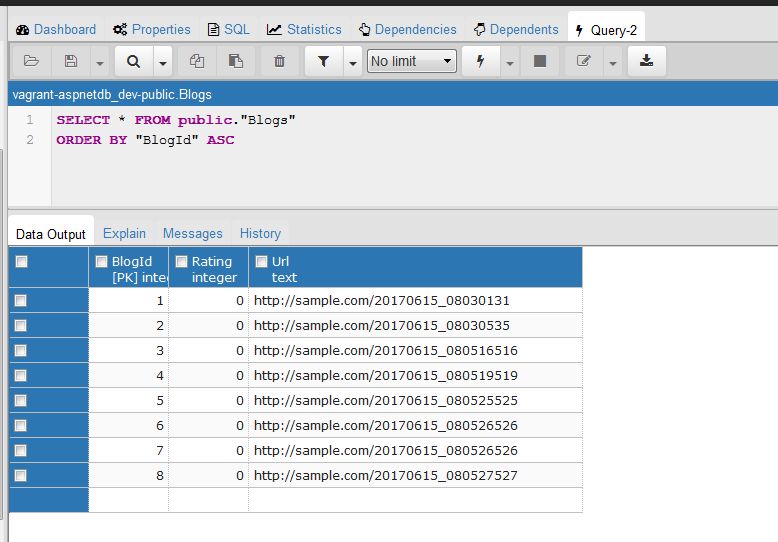 Dashboard Properties SQL Statistics Dependencies Dependents Query-2
No limit
vagrant-aspnetdb_dev-public.Blogs
1 SELECT * FROM public."Blogs"
2 ORDER BY "BlogId" ASC
Data Output Explain Messages History
BlogId Rating Url
[PK] inte integer text
1 0 http://sample.com/20170615_08030131
2 0 http://sample.com/20170615_08030535
3 0 http://sample.com/20170615_080516516
4 0 http://sample.com/20170615_080519519
5 0 http://sample.com/20170615_080525525
6 0 http://sample.com/20170615_080526526
7 0 http://sample.com/20170615_080526526
8 0 http://sample.com/20170615_080527527